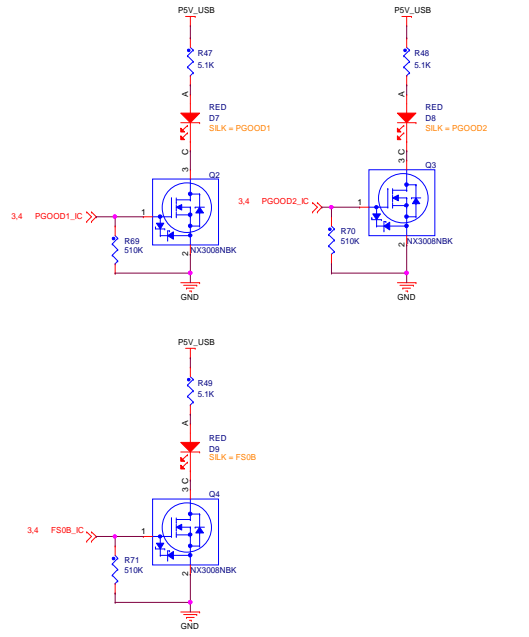 P5V_USB
R47
5.1K
A
RED
D7
SILK = PGOOD1
C
3
Q2
3,4 PGOOD1_IC
1
R69
510K
2
NX3008NBK
GND
P5V_USB
R48
5.1K
A
RED
D8
SILK = PGOOD2
C
3
Q3
3,4 PGOOD2_IC
1
R70
510K
2
NX3008NBK
GND
P5V_USB
R49
5.1K
A
RED
D9
SILK = FS0B
C
3
Q4
3,4 FS0B_IC
1
R71
510K
2
NX3008NBK
GND